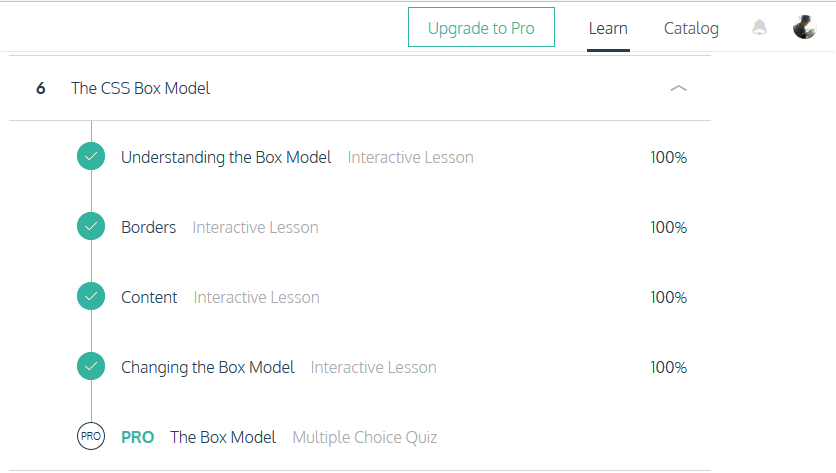 Upgrade to Pro Learn Catalog
6 The CSS Box Model
Understanding the Box Model Interactive Lesson 100%
Borders Interactive Lesson 100%
Content Interactive Lesson 100%
Changing the Box Model Interactive Lesson 100%
PRO PRO The Box Model Multiple Choice Quiz